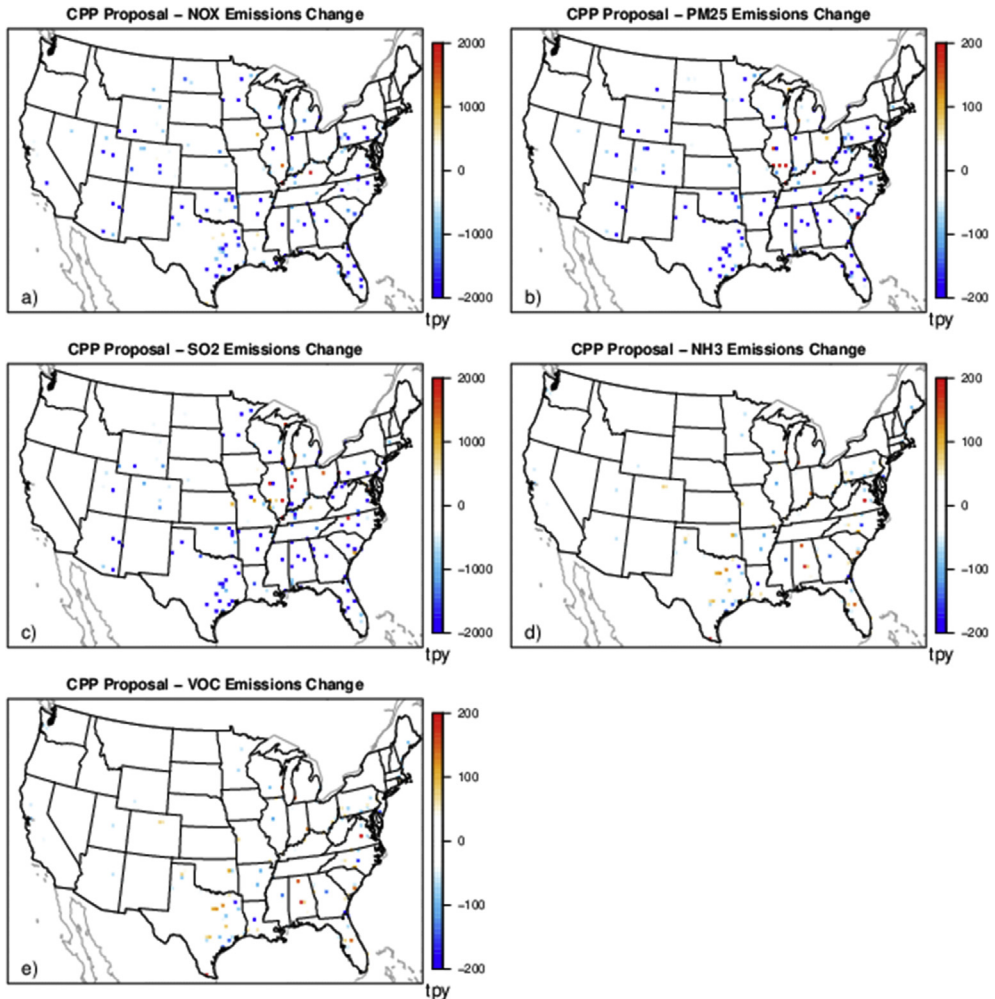 CPP Proposal – NOX Emissions Change
2000
1000
0
−1000
−2000
a)
tpy
CPP Proposal – PM25 Emissions Change
200
100
0
−100
−200
b)
tpy
CPP Proposal – SO2 Emissions Change
2000
1000
0
−1000
−2000
c)
tpy
CPP Proposal – NH3 Emissions Change
200
100
0
−100
−200
d)
tpy
CPP Proposal – VOC Emissions Change
200
100
0
−100
−200
e)
tpy